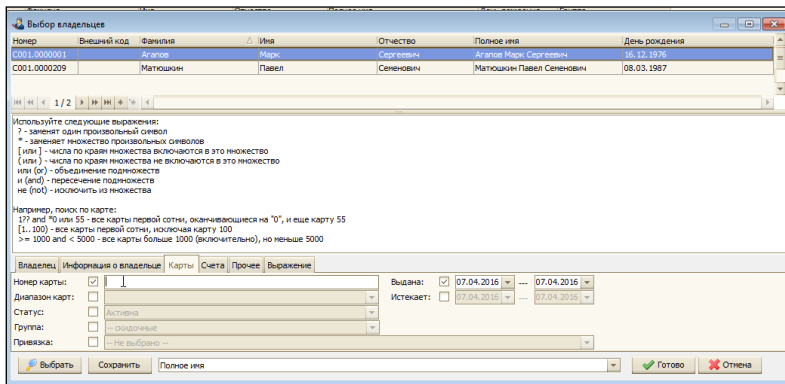 Выбор владельцев
Номер Внешний код Фамилия Имя Отчество Полное имя День рождения
C001.0000001 Агапов Марк Сергеевич Агапов Марк Сергеевич 16.12.1976
C001.0000209 Матюшкин Павел Семенович Матюшкин Павел Семенович 08.03.1987
1 / 2
Используйте следующие выражения:
? - заменят один произвольный символ
* - заменяет множество произвольных символов
[ или ] - числа по краям множества включаются в это множество
( или ) - числа по краям множества не включаются в это множество
или (or) - объединение подмножеств
и (and) - пересечение подмножеств
не (not) - исключить из множества
Например, поиск по карте:
1?? and *0 или 55 - все карты первой сотни, оканчивающиеся на "0", и еще карту 55
[1..100) - все карты первой сотни, исключая карту 100
>= 1000 and < 5000 - все карты больше 1000 (включительно), но меньше 5000
Владелец Информация о владельце Карты Счета Прочее Выражение
Номер карты: Выдана: 07.04.2016 --- 07.04.2016
Диапазон карт: Истекает: 07.04.2016 --- 07.04.2016
Статус: Активна
Группа: -- скидочные
Привязка: --Не выбрано --
Выбрать Сохранить Полное имя Готово Отмена